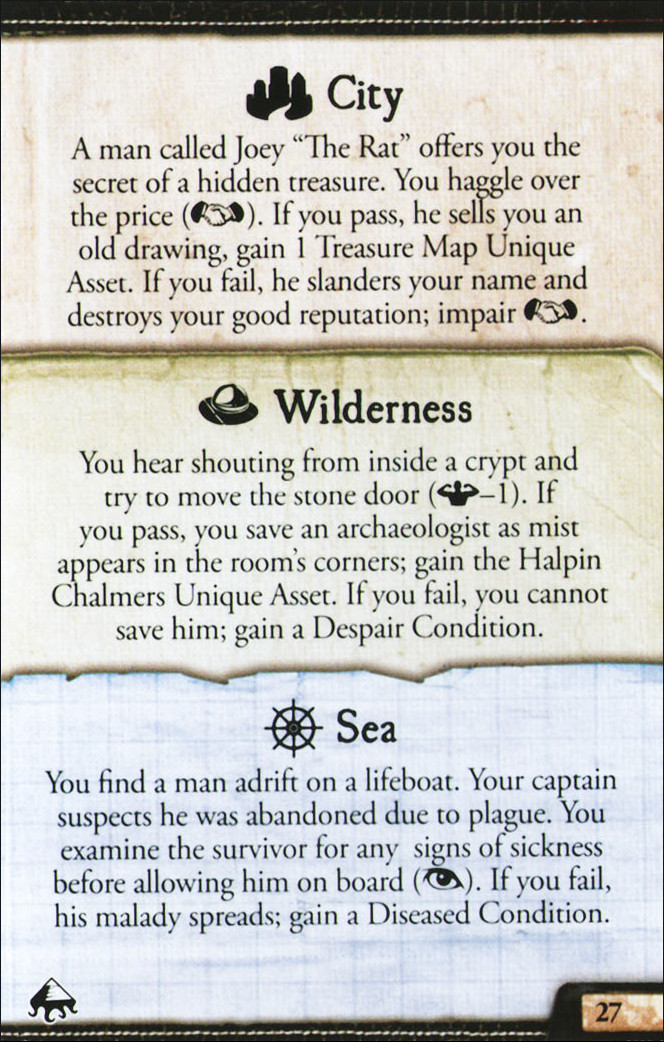 City
A man called Joey “The Rat” offers you the
secret of a hidden treasure. You haggle over
the price (). If you pass, he sells you an
old drawing, gain 1 Treasure Map Unique
Asset. If you fail, he slanders your name and
destroys your good reputation; impair .
Wilderness
You hear shouting from inside a crypt and
try to move the stone door (–1). If
you pass, you save an archaeologist as mist
appears in the room’s corners; gain the Halpin
Chalmers Unique Asset. If you fail, you cannot
save him; gain a Despair Condition.
Sea
You find a man adrift on a lifeboat. Your captain
suspects he was abandoned due to plague. You
examine the survivor for any signs of sickness
before allowing him on board (). If you fail,
his malady spreads; gain a Diseased Condition.
27